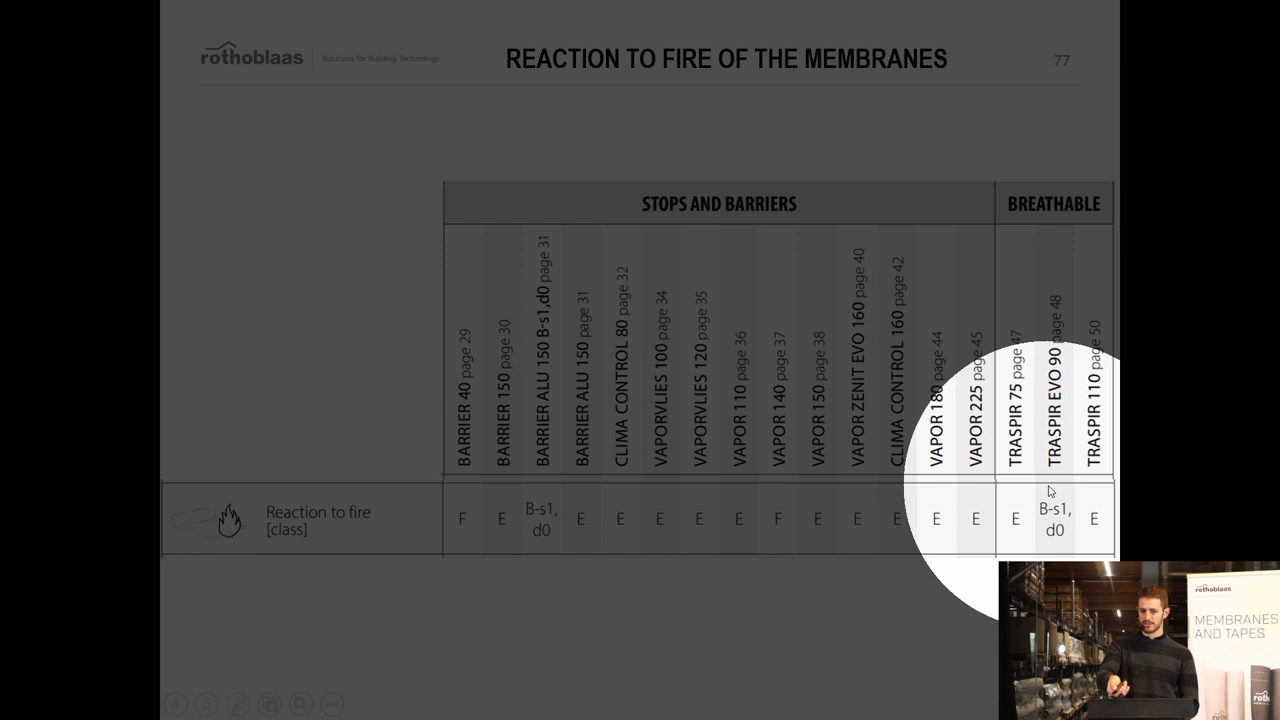 rothoblaas
Solutions for Building Technology
REACTION TO FIRE OF THE MEMBRANES
77
STOPS AND BARRIERS
BREATHABLE
BARRIER 40 page 29
BARRIER 150 page 30
BARRIER ALU 150 B-s1,d0 page 31
BARRIER ALU 150 page 31
CLIMA CONTROL 80 page 32
VAPORVLIES 100 page 34
VAPORVLIES 120 page 35
VAPOR 110 page 36
VAPOR 140 page 37
VAPOR 150 page 38
VAPOR ZENIT EVO 160 page 40
CLIMA CONTROL 160 page 42
VAPOR 180 page 44
VAPOR 225 page 45
TRASPIR 75 page 47
TRASPIR EVO 90 page 48
TRASPIR 110 page 50
Reaction to fire
[class]
F
E
B-s1,
d0
E
E
E
E
E
F
E
E
E
E
E
E
B-s1,
d0
E
rothoblaas
MEMBRANES
AND TAPES